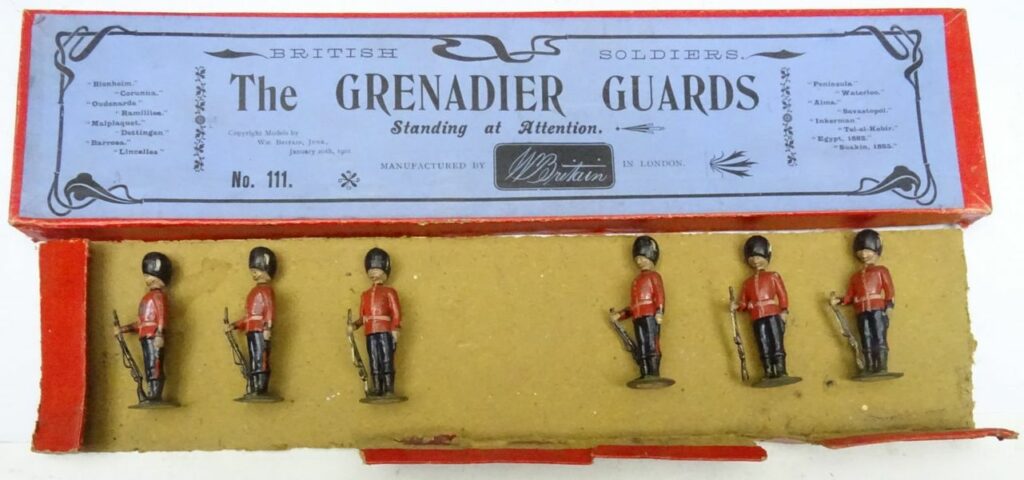 BRITISH SOLDIERS.
The GRENADIER GUARDS
Standing at Attention.
"Blenheim."
"Corunna."
"Oudenarde"
"Ramillies."
"Malplaquet."
"Dettingen"
"Barrosa."
"Lincelles"
Copyright Models by
Wm. Britain, Junr.,
January 20th, 1901
No. 111.
MANUFACTURED BY WBritain IN LONDON.
"Peninsula"
"Waterloo."
"Alma."
"Sevastopol."
"Inkerman"
"Tel-el-Kebir."
"Egypt, 1882."
"Suakin, 1885."